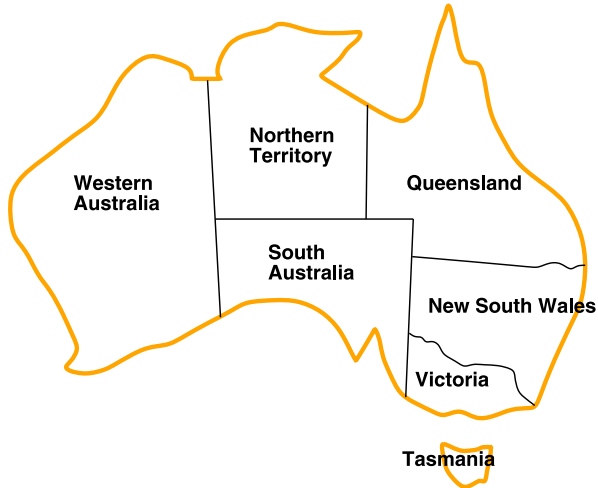 Northern
Territory
Western
Australia
Queensland
South
Australia
New South Wales
Victoria
Tasmania